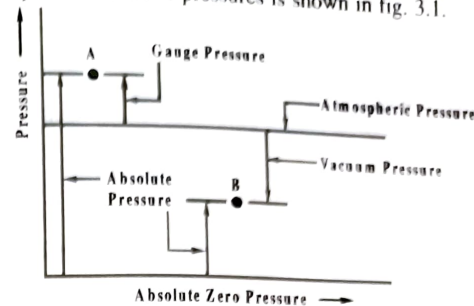 pressures is shown in fig. 3.1.
A
Gauge Pressure
Pressure
Atmospheric Pressure
Vacuum Pressure
Absolute
Pressure
B
Absolute Zero Pressure